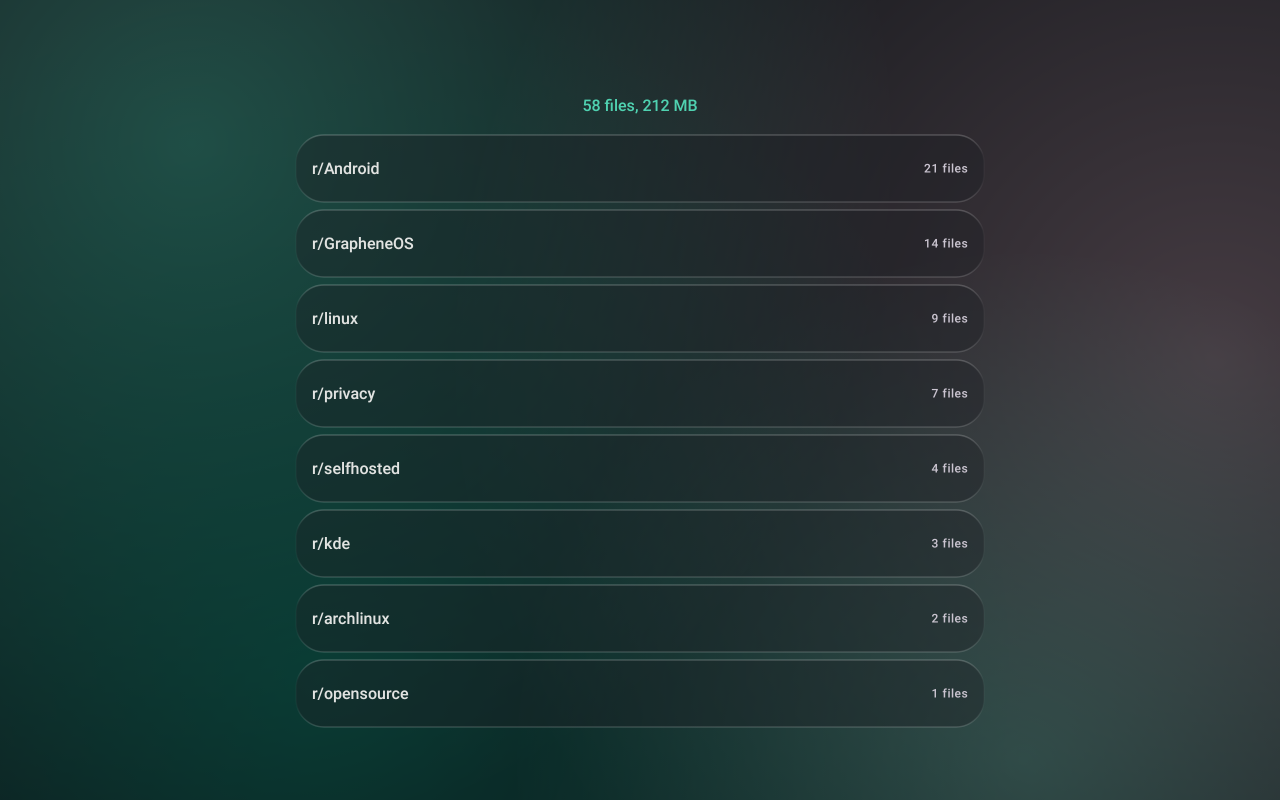 58 files, 212 MB
r/Android 21 files
r/GrapheneOS 14 files
r/linux 9 files
r/privacy 7 files
r/selfhosted 4 files
r/kde 3 files
r/archlinux 2 files
r/opensource 1 files